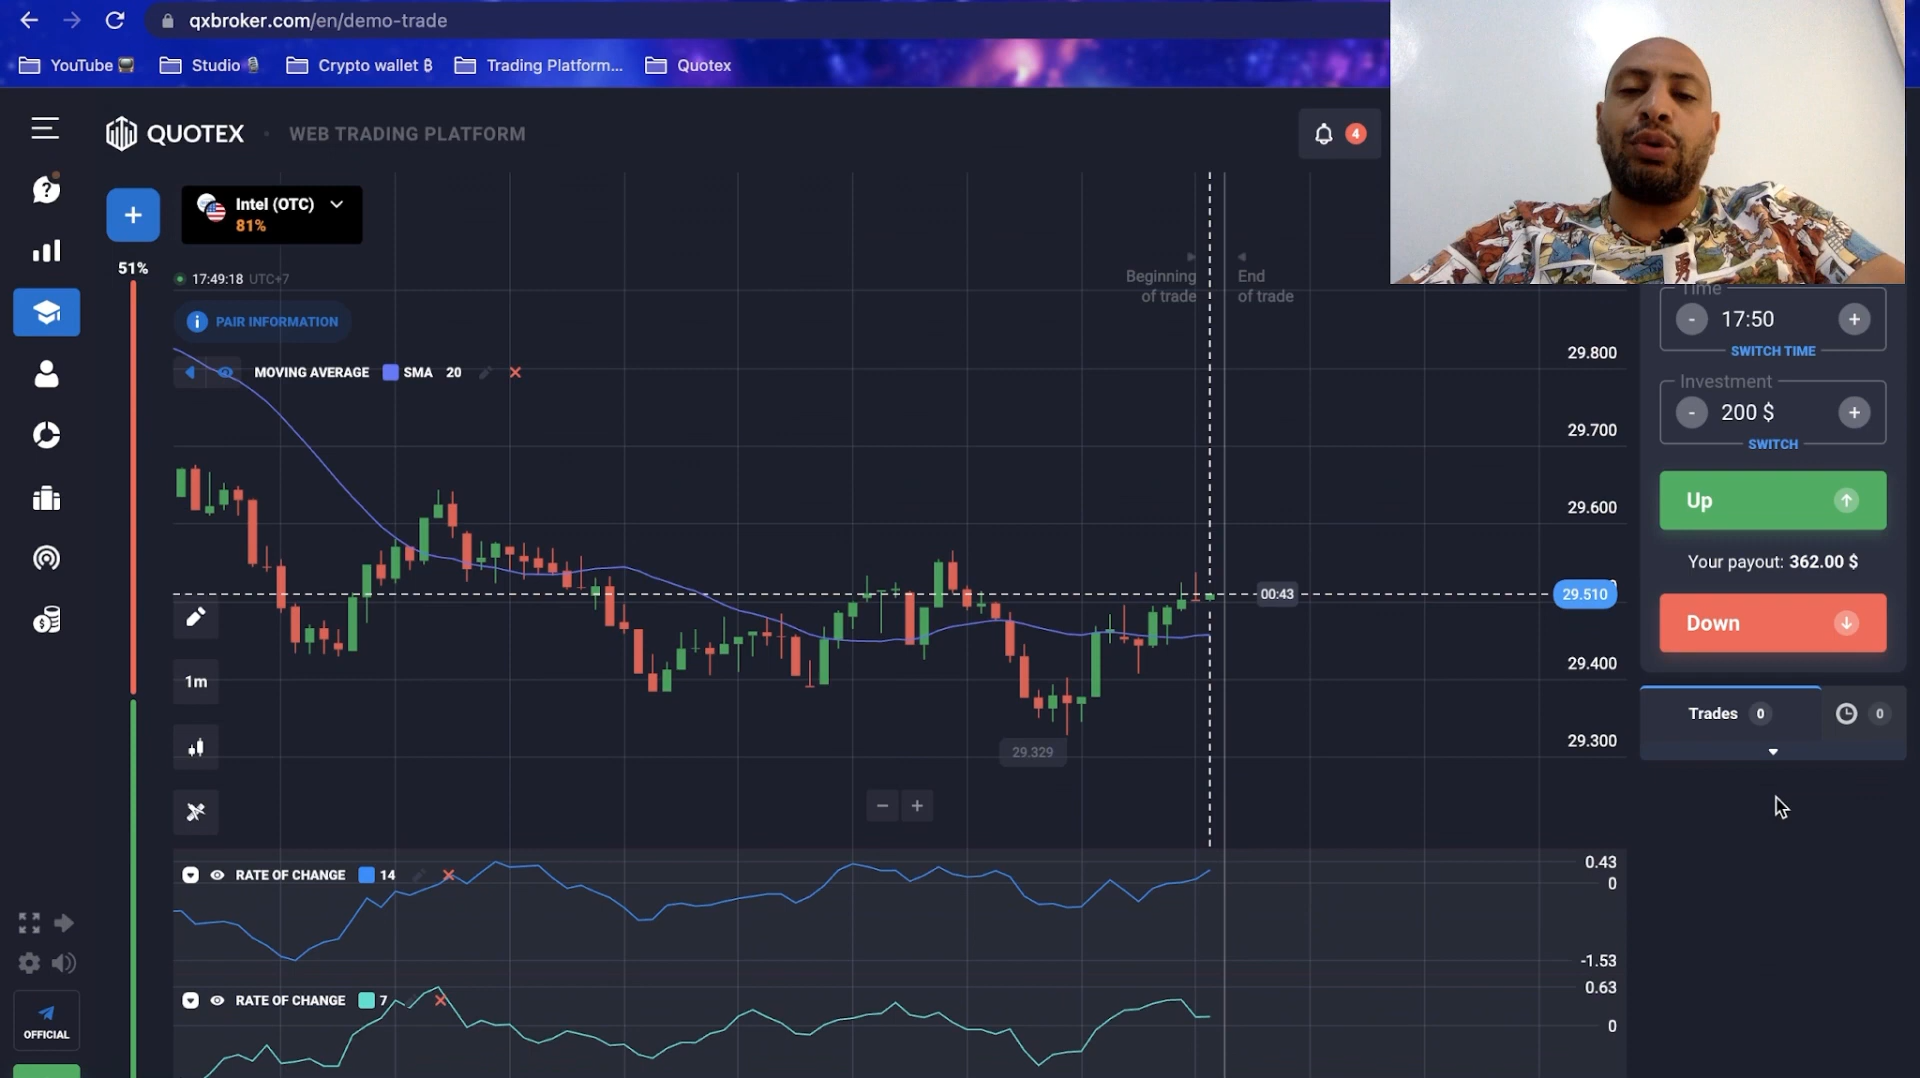 qxbroker.com/en/demo-trade
YouTube
Studio
Crypto wallet ₿
Trading Platform...
Quotex
QUOTEX
WEB TRADING PLATFORM
4
Intel (OTC)
81%
51%
17:49:18 UTC+7
PAIR INFORMATION
MOVING AVERAGE SMA 20
Beginning
of trade
End
of trade
29.800
29.700
29.600
00:43
29.510
29.400
29.300
29.329
1m
Time
17:50
SWITCH TIME
Investment
200 $
SWITCH
Up
Your payout: 362.00 $
Down
Trades 0
0
RATE OF CHANGE 14
0.43
0
-1.53
RATE OF CHANGE 7
0.63
0
OFFICIAL